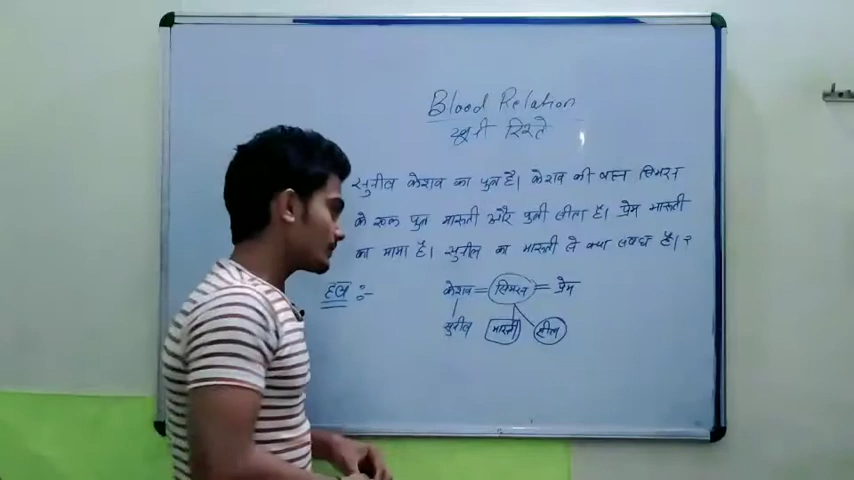 Blood Relation
खूनी रिश्ते
सुनील केशव का पुत्र है। केशव की बहन सिमरन
के एक पुत्र मारुती और पुत्री लीला है। प्रेम मारुती
का मामा है। सुनील का मारुती से क्या संबंध है।?
हल :-
केशव = सिमरन = प्रेम
सुनील मारुती लीला